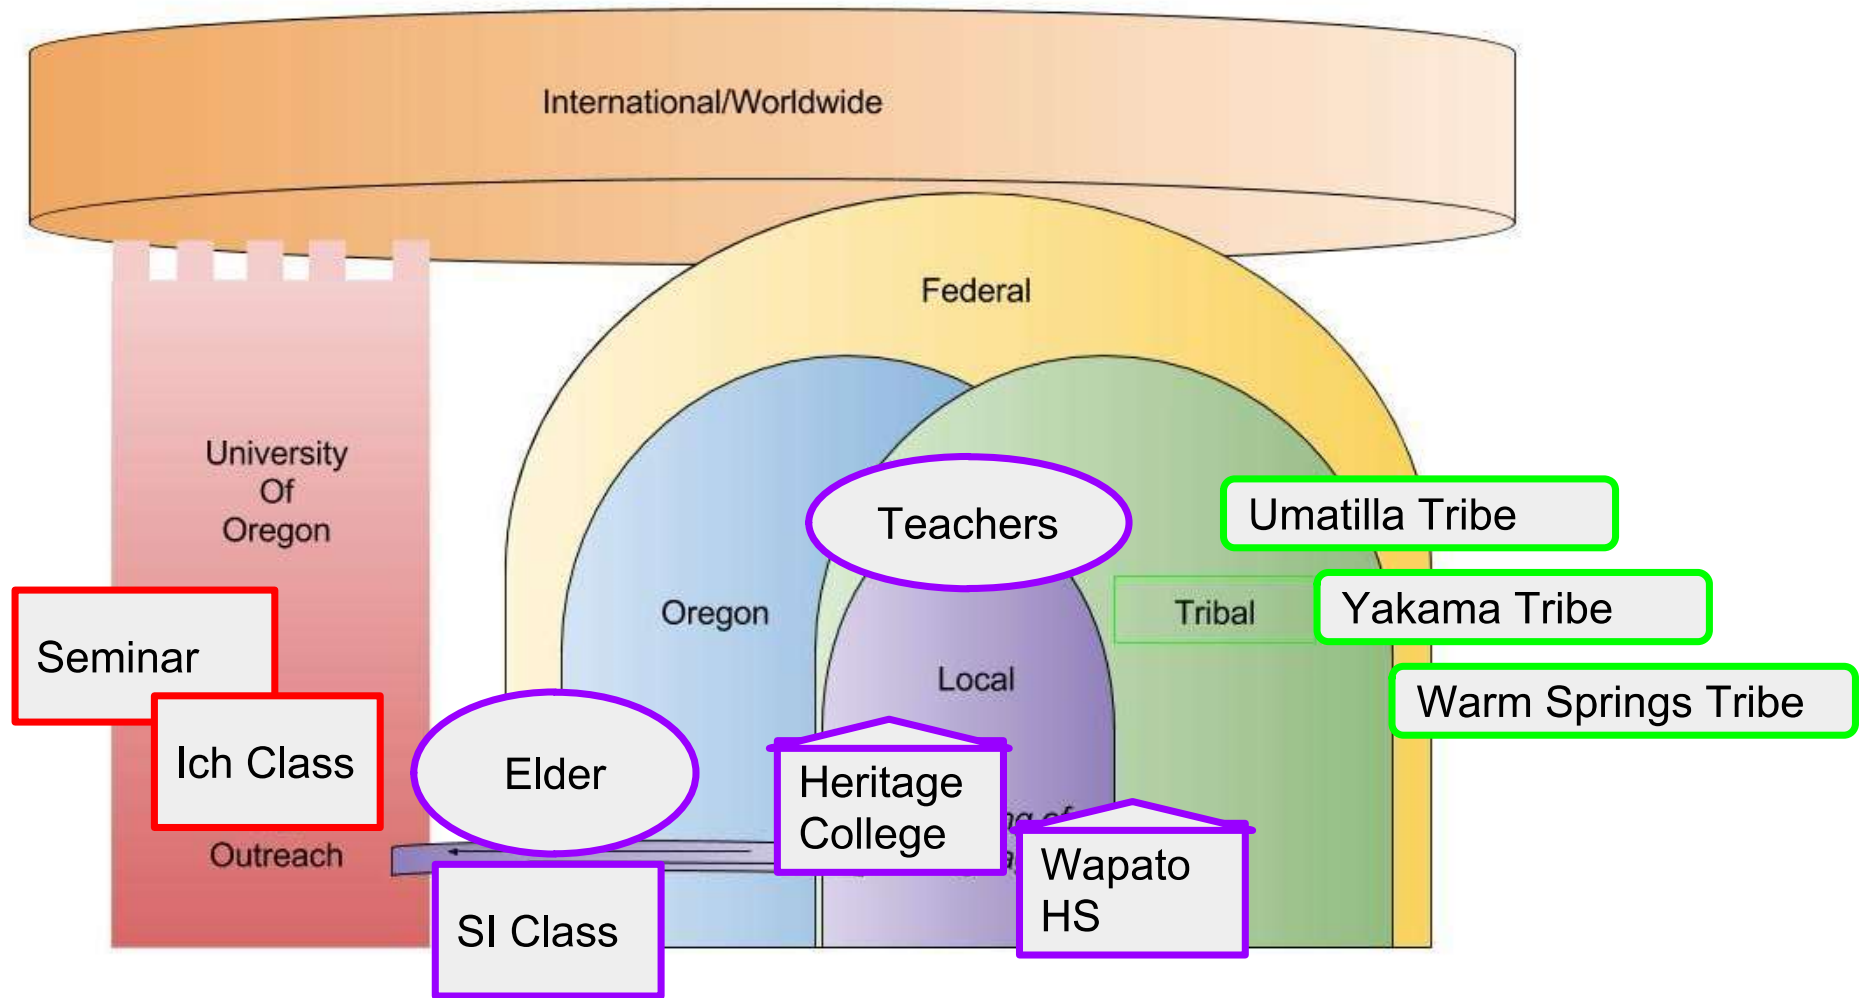 International/Worldwide
Federal
University
Of
Oregon
Teachers
Umatilla Tribe
Oregon
Tribal
Yakama Tribe
Seminar
Local
Warm Springs Tribe
Ich Class
Elder
Heritage
College
Outreach
Wapato
HS
SI Class